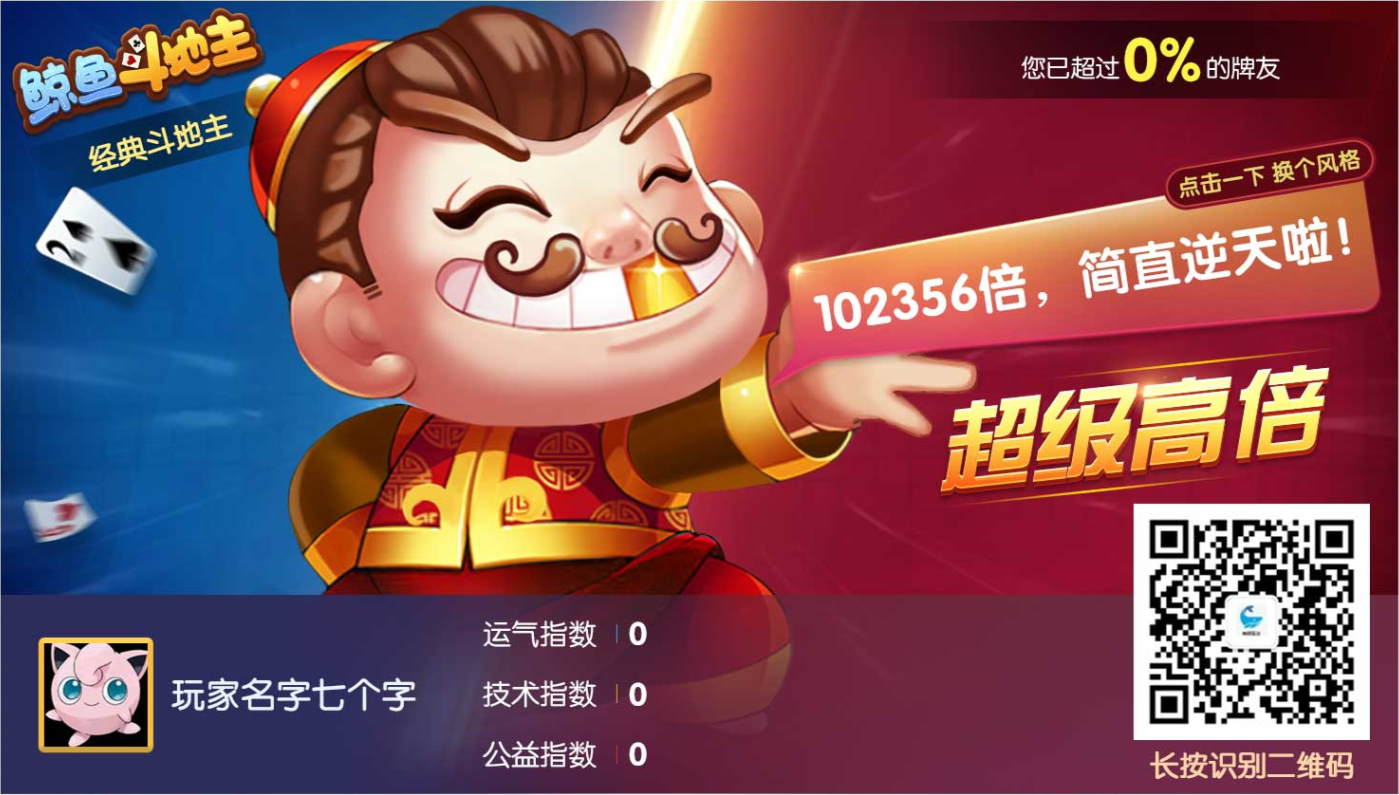 鲸鱼斗地主
经典斗地主
您已超过0%的牌友
点击一下 换个风格
102356倍，简直逆天啦！
超级高倍
2
玩家名字七个字
运气指数 0
技术指数 0
公益指数 0
长按识别二维码